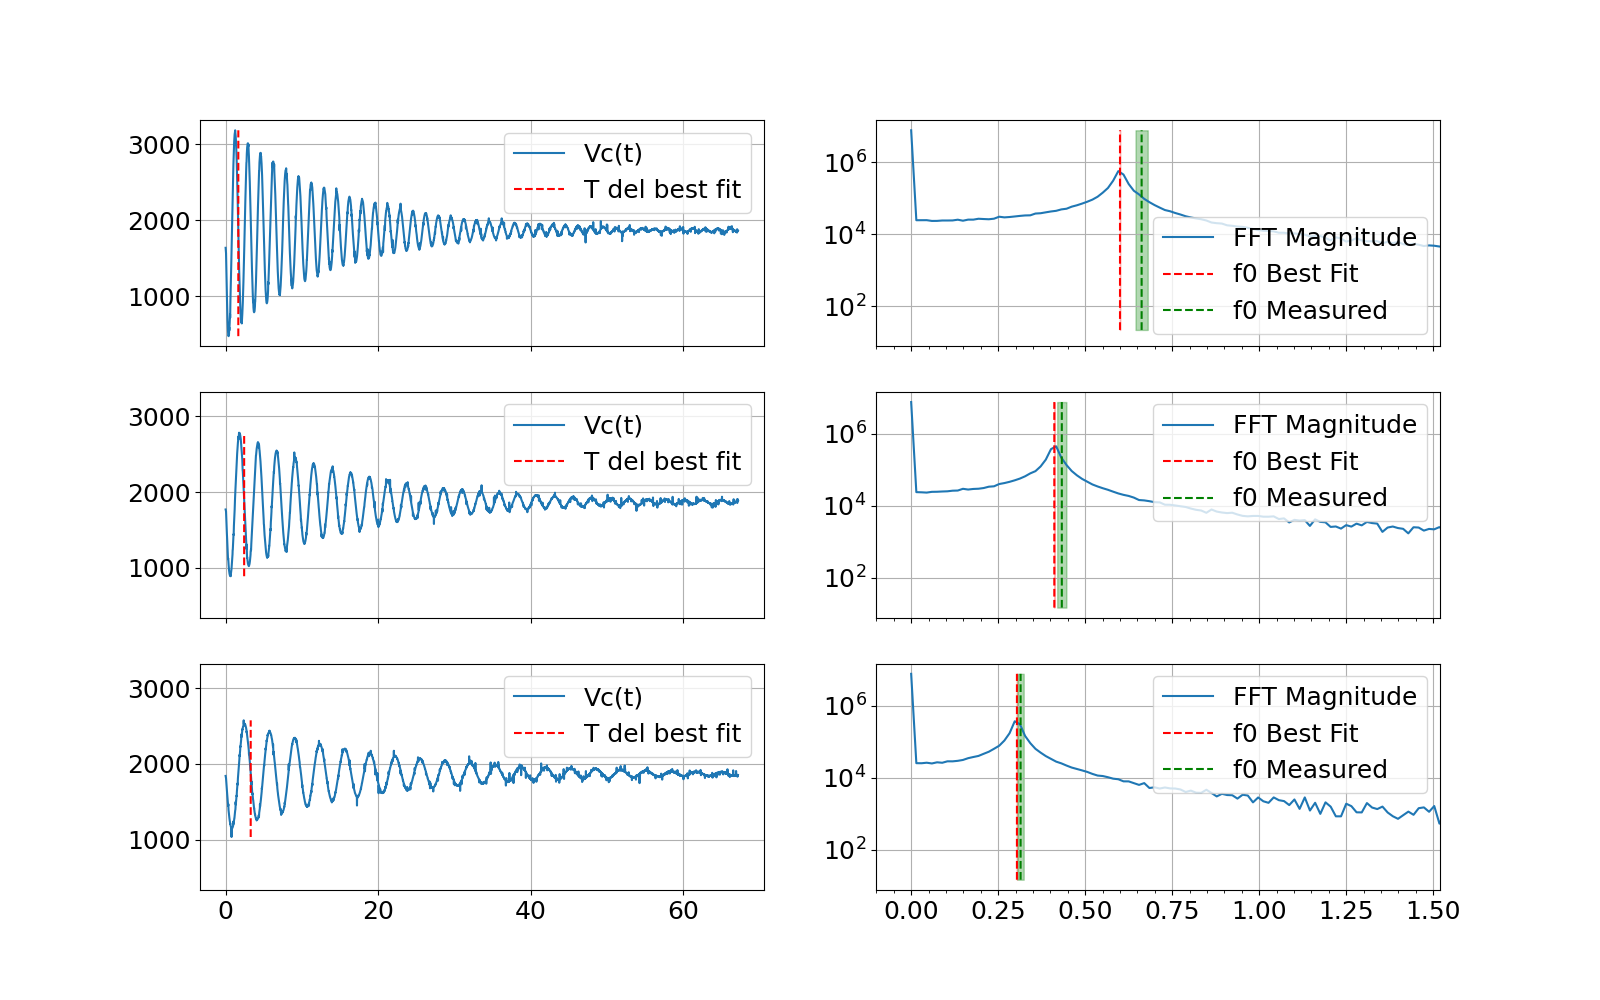 3000
2000
1000
Vc(t)
T del best fit
10^6
10^4
10^2
FFT Magnitude
f0 Best Fit
f0 Measured
3000
2000
1000
Vc(t)
T del best fit
10^6
10^4
10^2
FFT Magnitude
f0 Best Fit
f0 Measured
3000
2000
1000
Vc(t)
T del best fit
0 20 40 60
10^6
10^4
10^2
FFT Magnitude
f0 Best Fit
f0 Measured
0.00 0.25 0.50 0.75 1.00 1.25 1.50